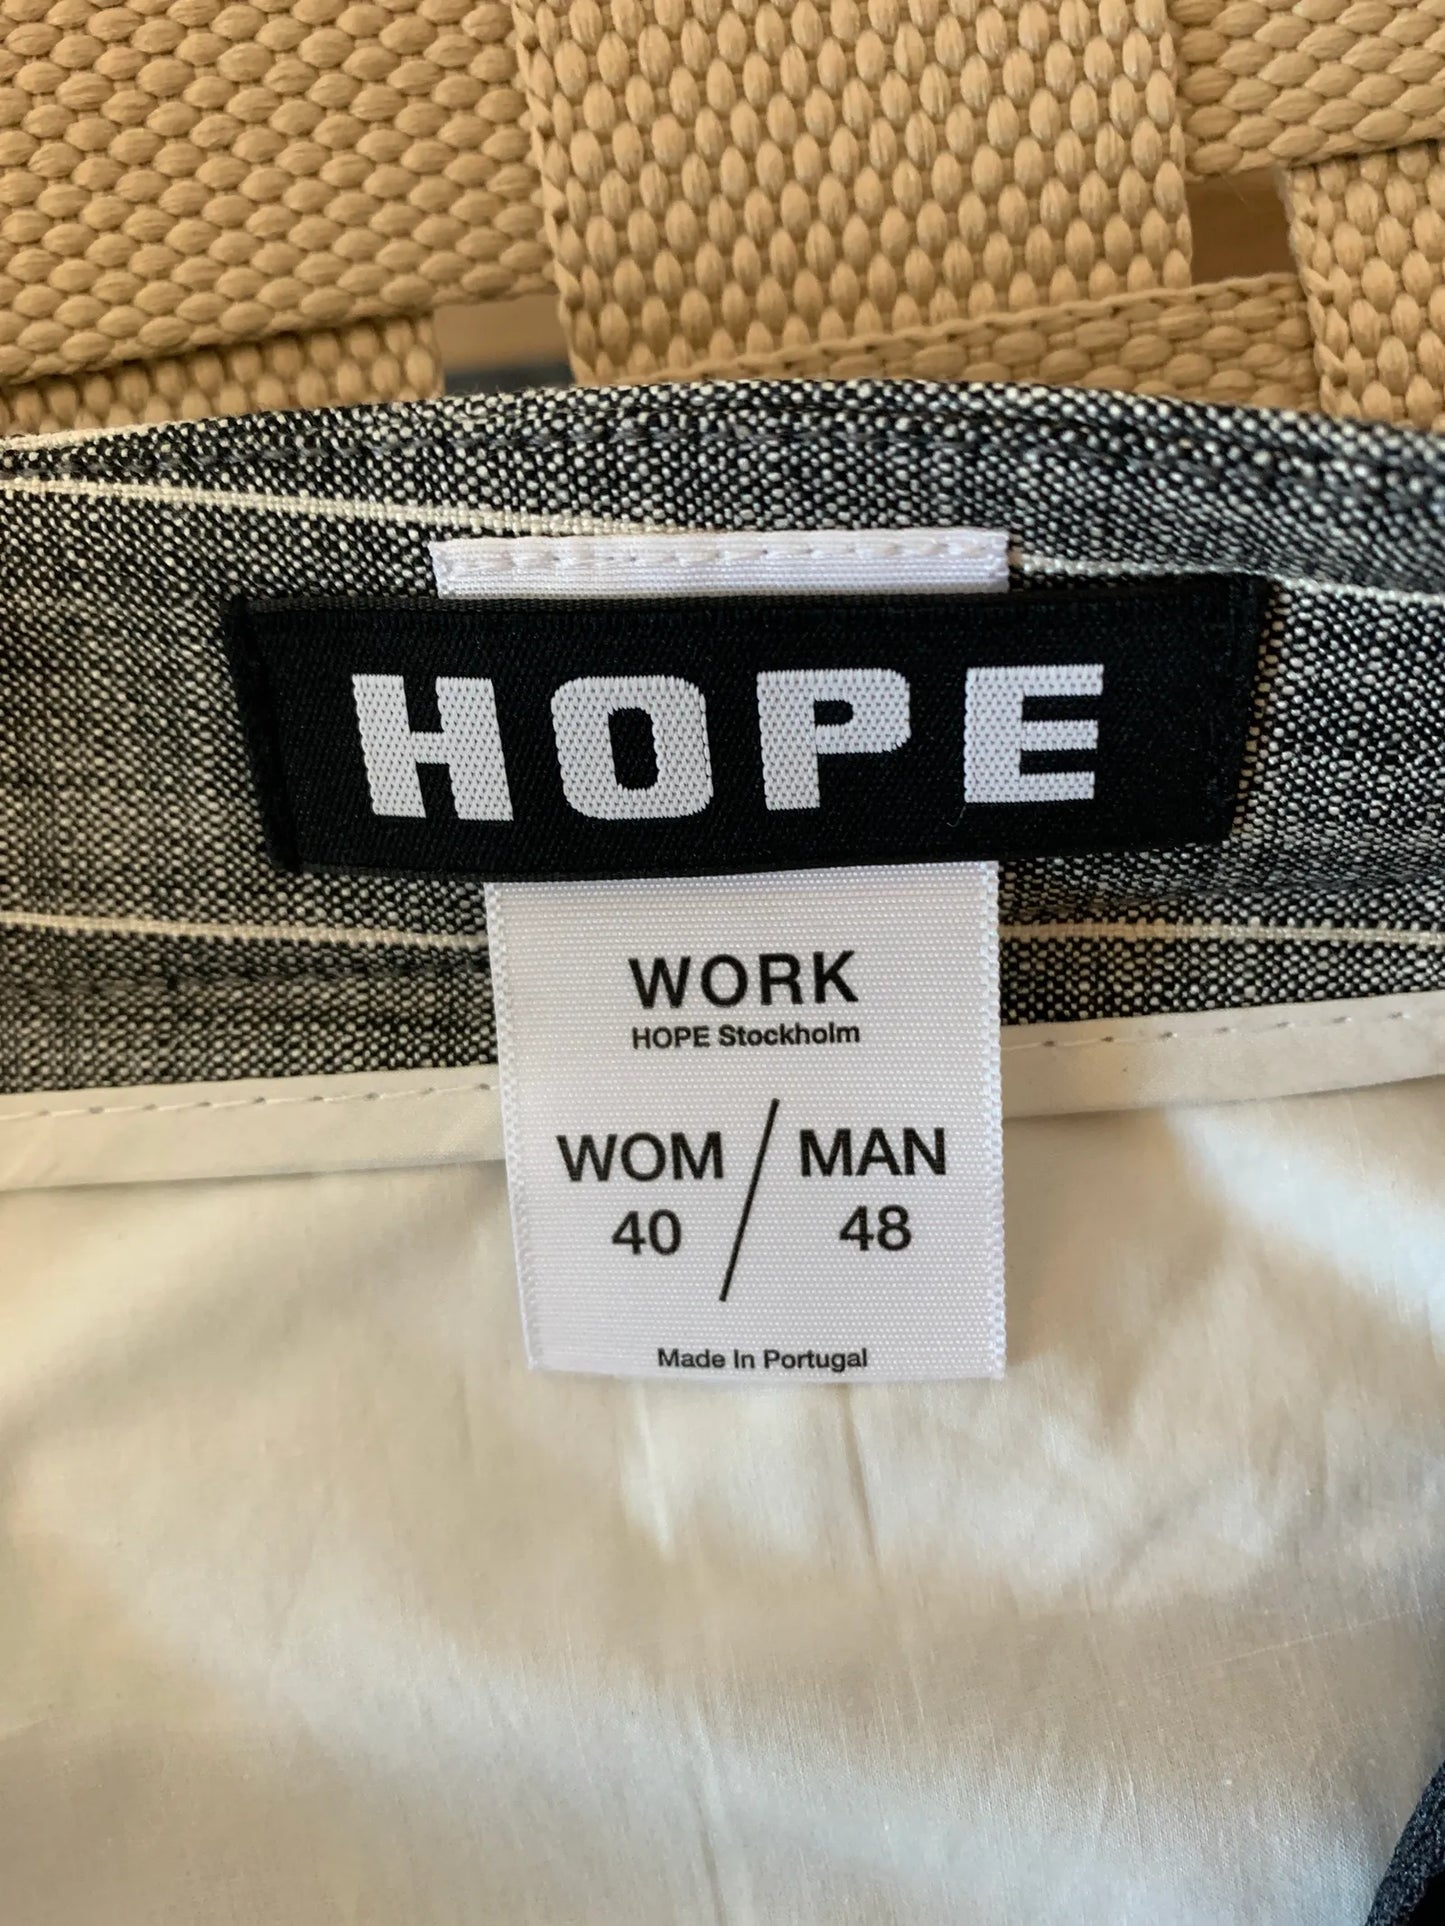 HOPE
WORK
HOPE Stockholm
WOM / MAN
40 48
Made In Portugal